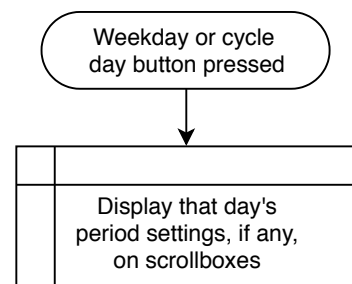 Weekday or cycle
day button pressed
Display that day's
period settings, if any,
on scrollboxes